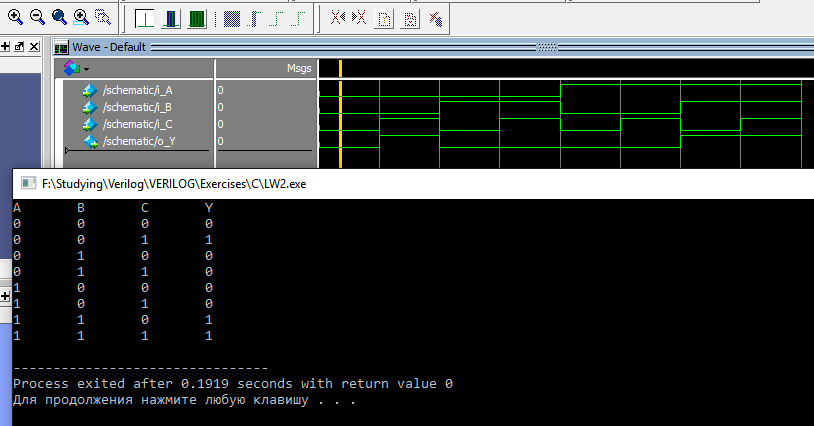 Wave - Default
Msgs
/schematic/i_A 0
/schematic/i_B 0
/schematic/i_C 0
/schematic/o_Y 0
F:\Studying\Verilog\VERILOG\Exercises\C\LW2.exe
A B C Y
0 0 0 0
0 0 1 1
0 1 0 0
0 1 1 0
1 0 0 0
1 0 1 0
1 1 0 1
1 1 1 1
--------------------------------
Process exited after 0.1919 seconds with return value 0
Для продолжения нажмите любую клавишу . . .